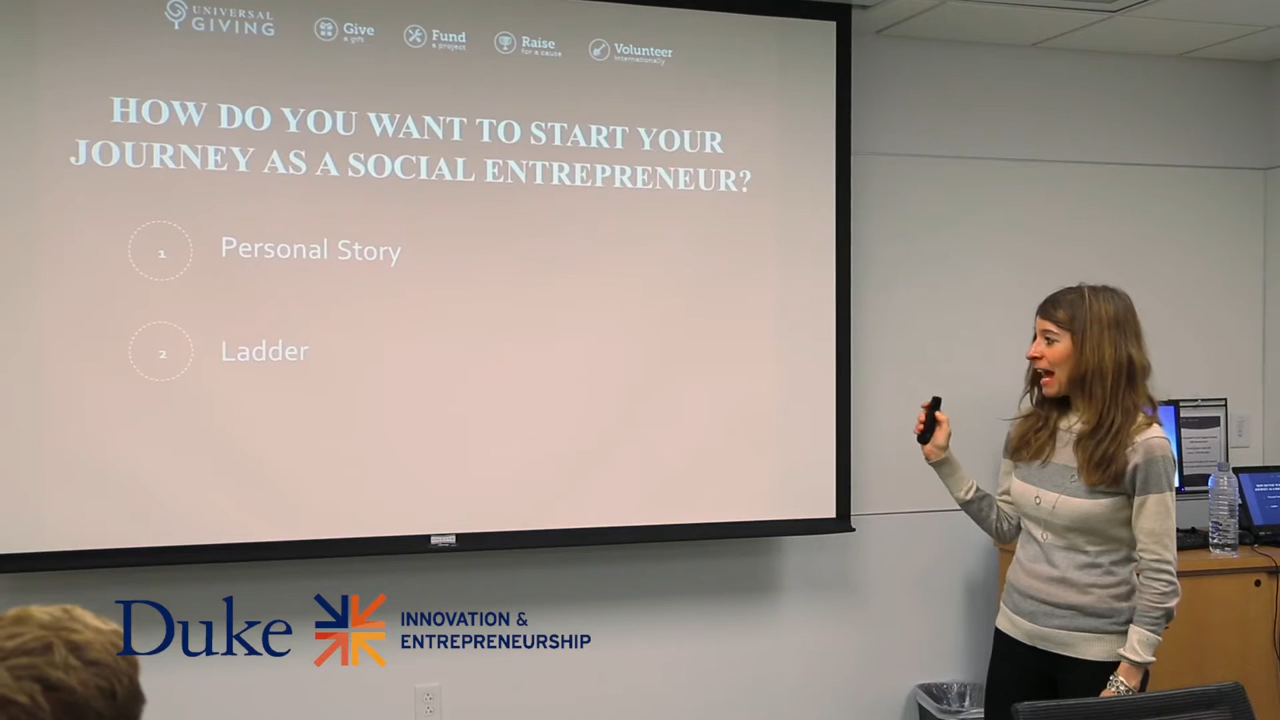 UNIVERSAL
GIVING
Give
a gift
Fund
a project
Raise
for a cause
Volunteer
internationally
HOW DO YOU WANT TO START YOUR
JOURNEY AS A SOCIAL ENTREPRENEUR?
1 Personal Story
2 Ladder
Duke
INNOVATION &
ENTREPRENEURSHIP